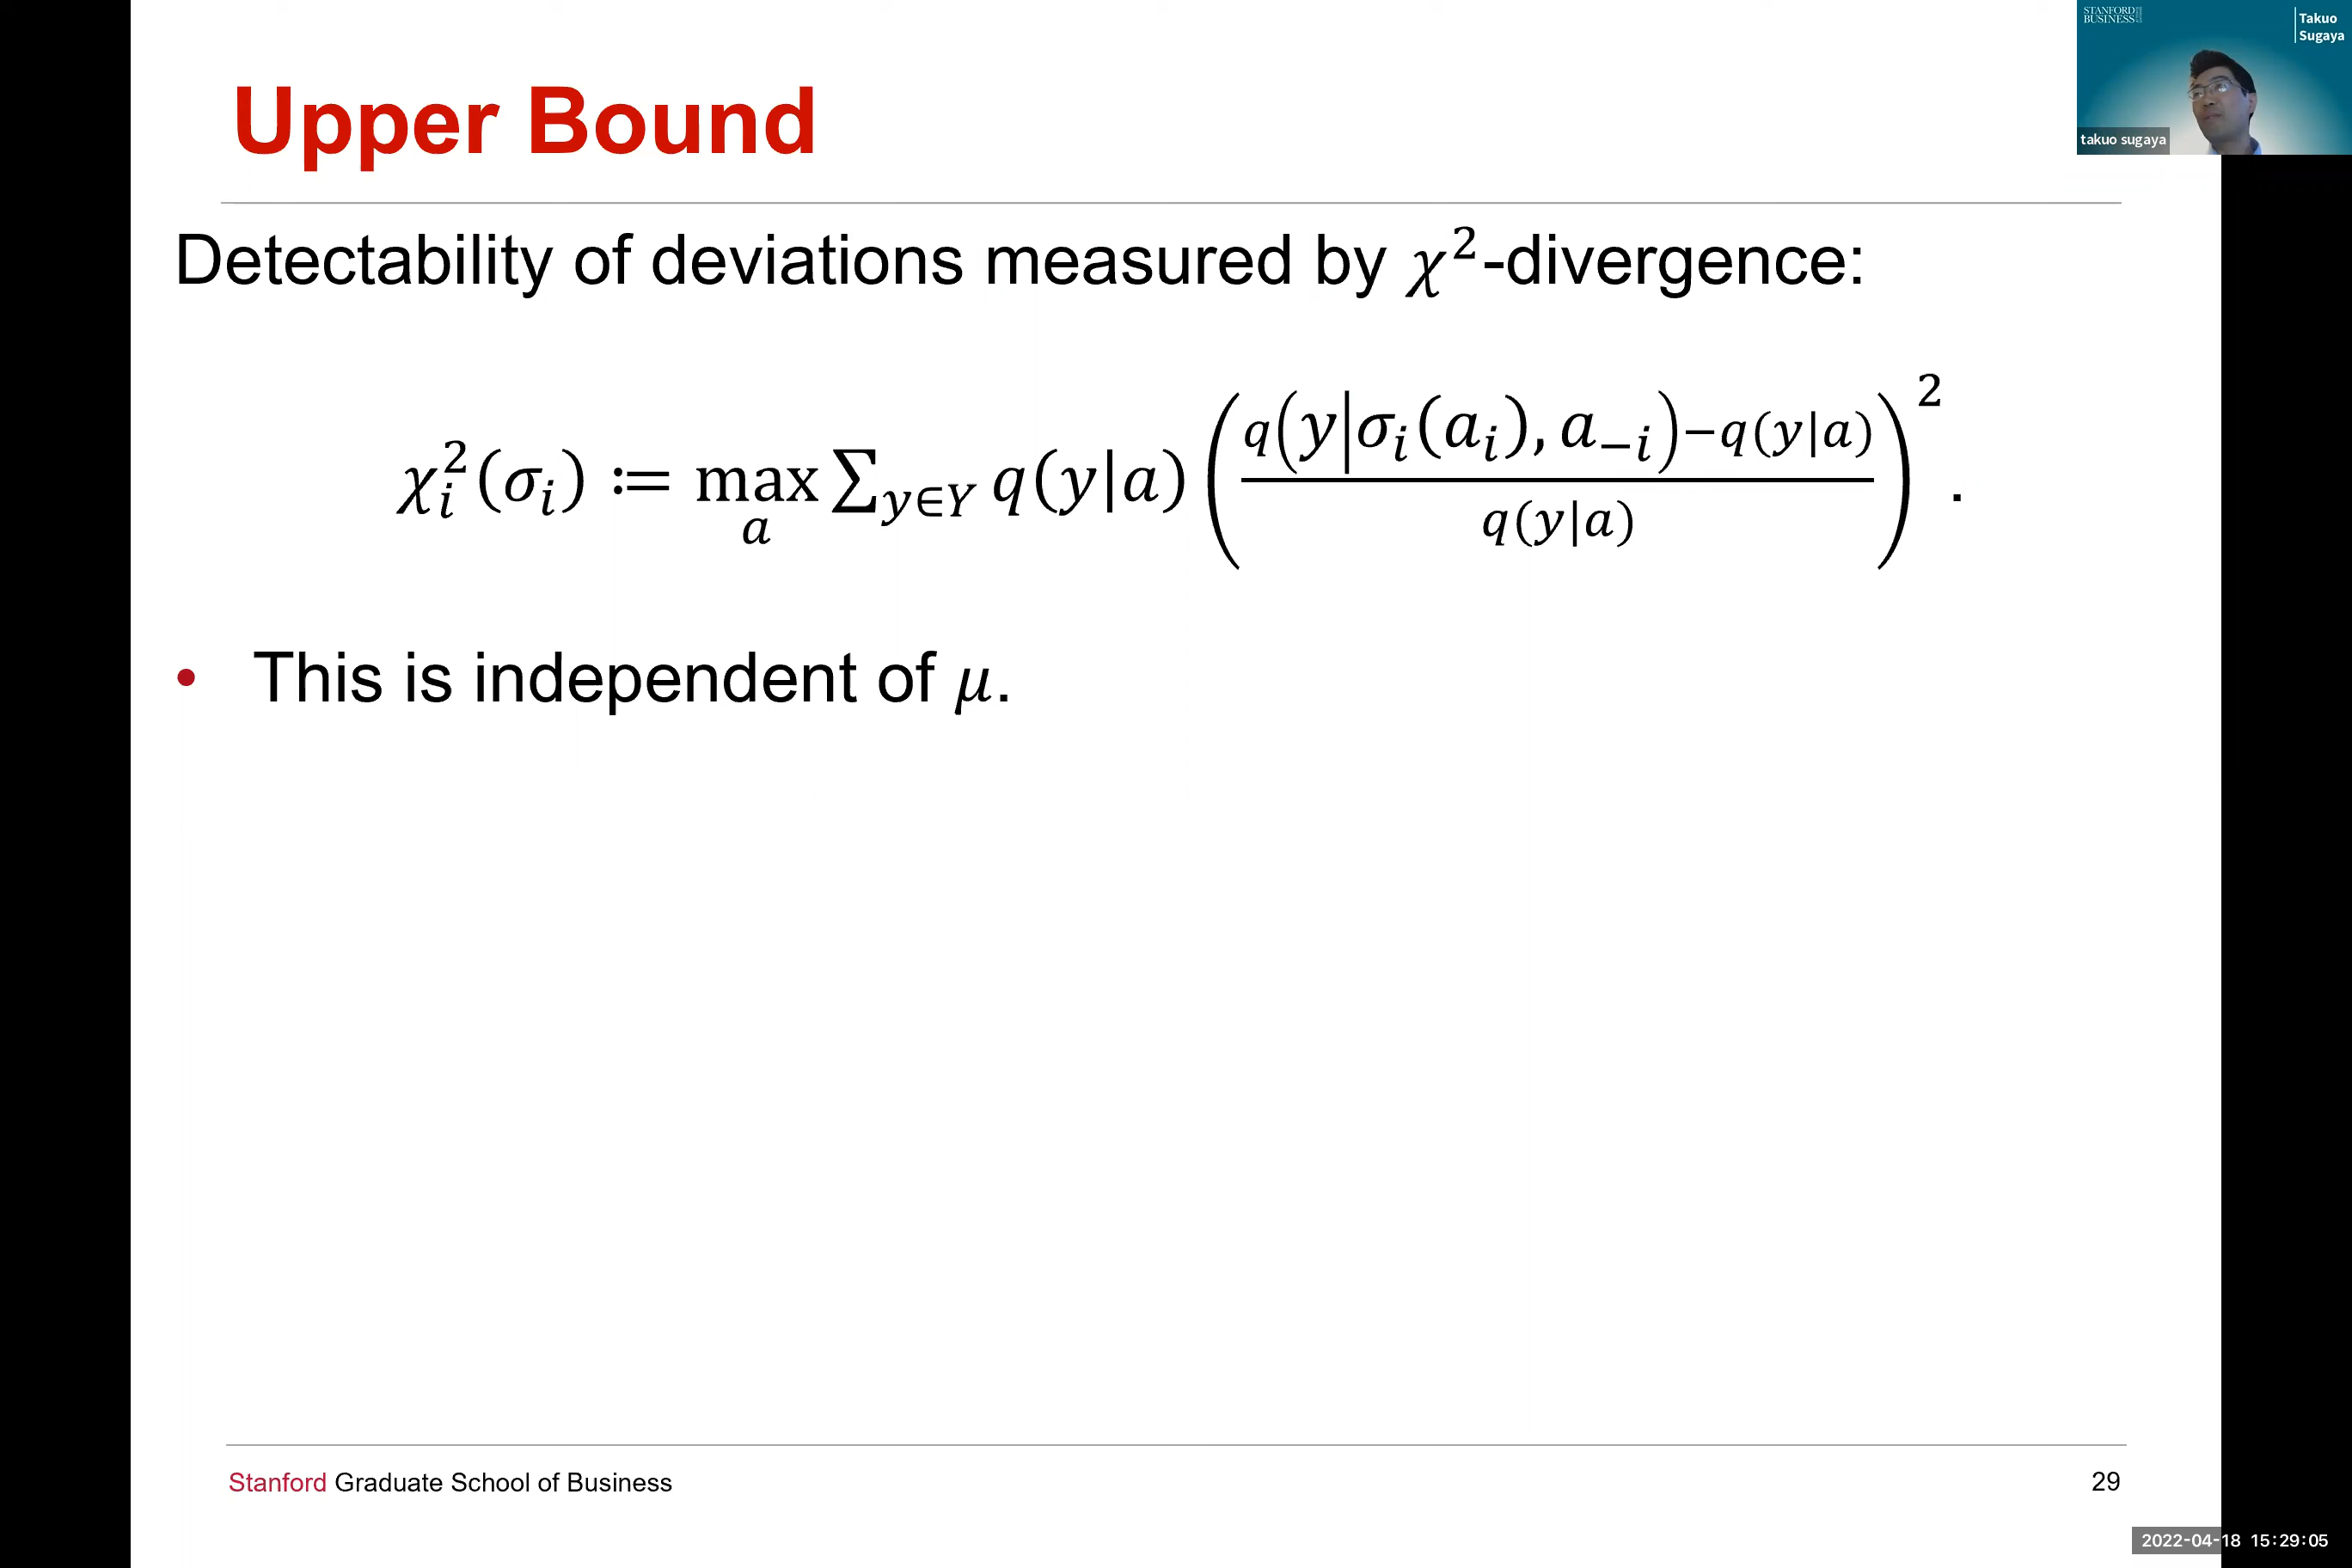 Upper Bound
STANFORD
BUSINESS
Takuo
Sugaya
takuo sugaya
Detectability of deviations measured by χ²-divergence:
χᵢ²(σᵢ) ≔ max_a ∑_{y∈Y} q(y|a) ( (q(y|σᵢ(aᵢ), a₋ᵢ)−q(y|a)) / q(y|a) )² .
• This is independent of μ.
Stanford Graduate School of Business
29
2022-04-18 15:29:05